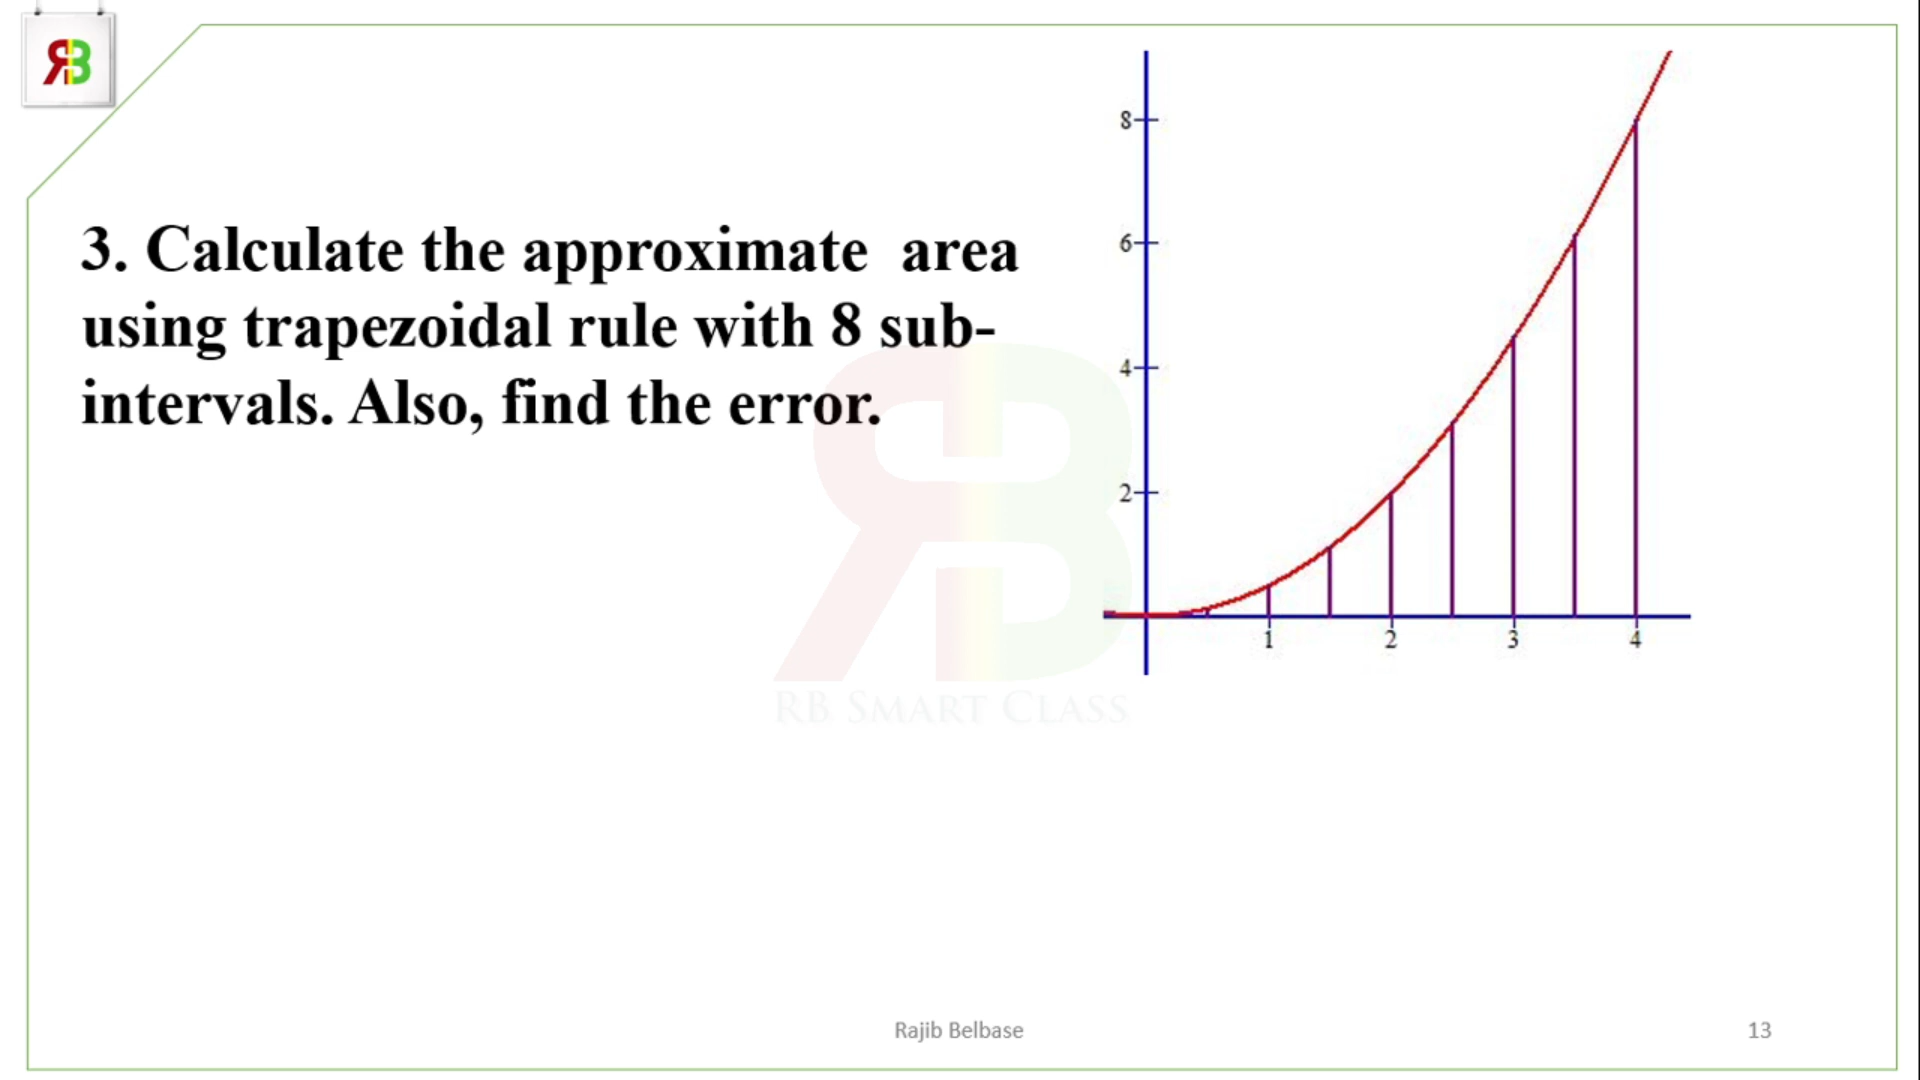 RB
3. Calculate the approximate area
using trapezoidal rule with 8 sub-
intervals. Also, find the error.
8
6
4
2
1 2 3 4
RB SMART CLASS
Rajib Belbase
13